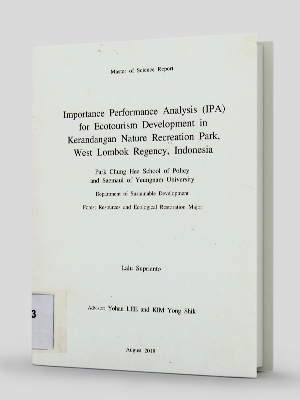 Master of Science Report
Importance Performance Analysis (IPA)
for Ecotourism Development in
Kerandangan Nature Recreation Park,
West Lombok Regency, Indonesia
Park Chung Hee School of Policy
and Saemaul of Yeungnam University
Department of Sustainable Development
Forest Resources and Ecological Restoration Major
Lalu Suprianto
Advisor: Yohan LEE and KIM Yong Shik
3
August 2018